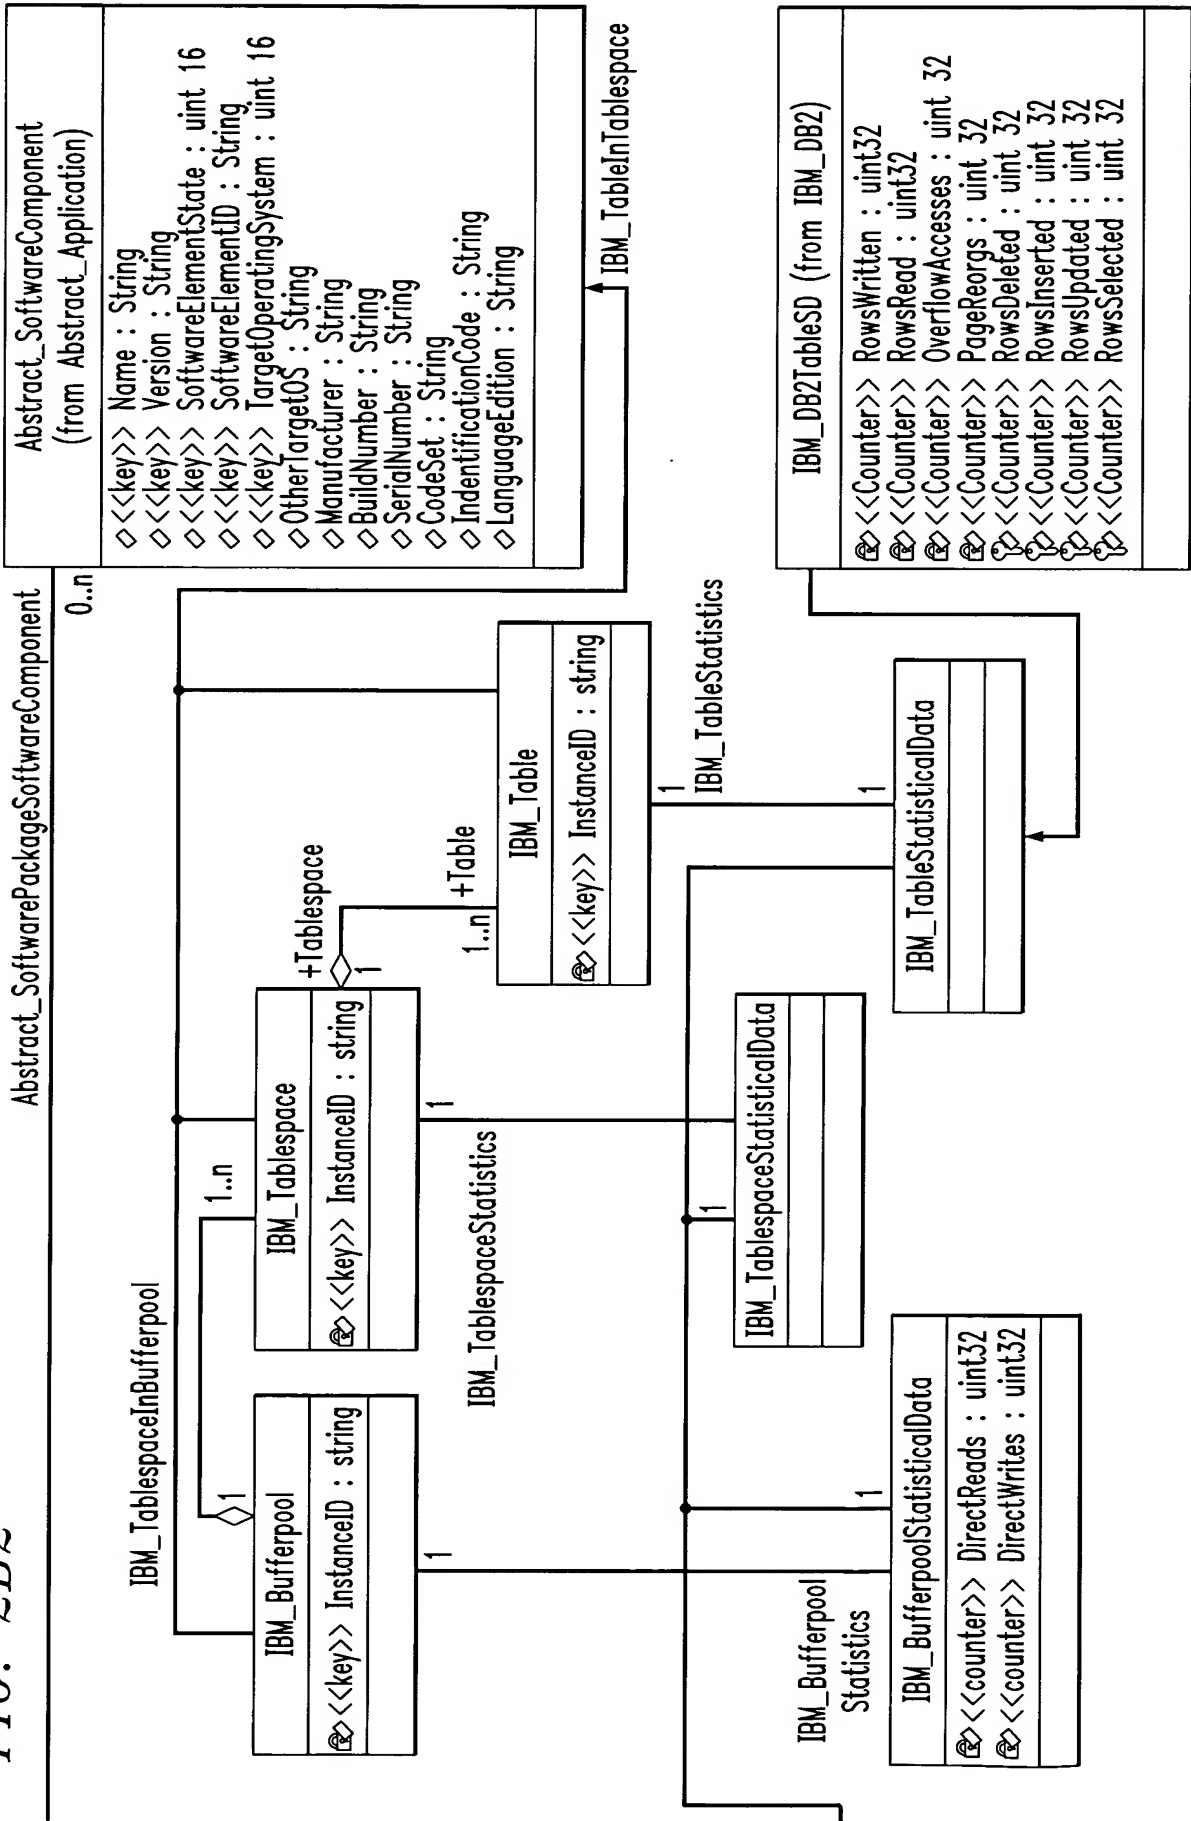 FIG. 2B2
Abstract_SoftwarePackageSoftwareComponent
0..n
Abstract_SoftwareComponent
(from Abstract_Application)
<<key>> Name : String
<<key>> Version : String
<<key>> SoftwareElementState : uint 16
<<key>> SoftwareElementID : String
<<key>> TargetOperatingSystem : uint 16
OtherTargetOS : String
Manufacturer : String
BuildNumber : String
SerialNumber : String
CodeSet : String
IndentificationCode : String
LanguageEdition : String
IBM_TableInTablespace
IBM_TablespaceInBufferpool
1
1..n
IBM_Bufferpool
<<key>> InstanceID : string
1
IBM_Tablespace
<<key>> InstanceID : string
1
+Tablespace
1
+Table
1..n
IBM_Table
<<key>> InstanceID : string
1
IBM_TableStatistics
1
IBM_TablespaceStatistics
1
IBM_TablespaceStatisticalData
IBM_Bufferpool
Statistics
1
IBM_BufferpoolStatisticalData
<<counter>> DirectReads : uint32
<<counter>> DirectWrites : uint32
IBM_TableStatisticalData
IBM_DB2TableSD (from IBM_DB2)
<<Counter>> RowsWritten : uint32
<<Counter>> RowsRead : uint32
<<Counter>> OverflowAccesses : uint 32
<<Counter>> PageReorgs : uint 32
<<Counter>> RowsDeleted : uint 32
<<Counter>> RowsInserted : uint 32
<<Counter>> RowsUpdated : uint 32
<<Counter>> RowsSelected : uint 32